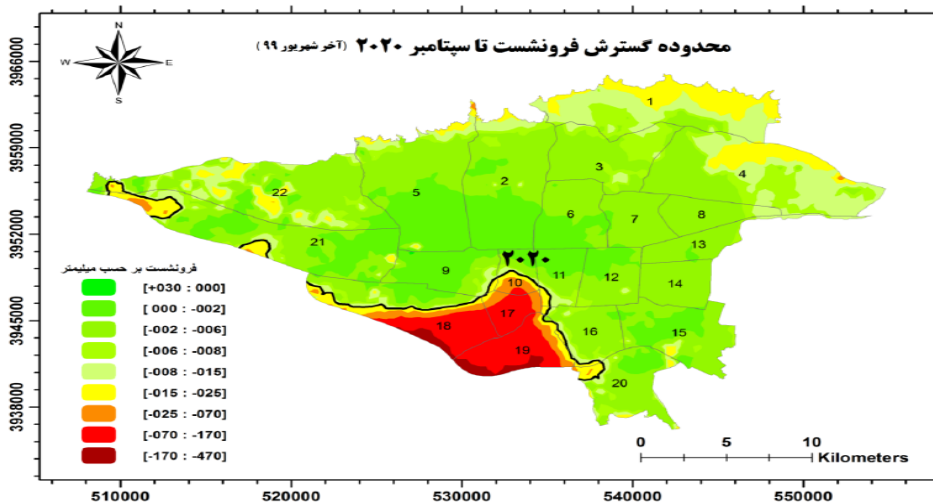 محدوده گسترش فرونشست تا سپتامبر ۲۰۲۰ (آخر شهریور ۹۹)
N
W E
S
3966000
3959000
3952000
3945000
3938000
1
4
3
2
5
22
6
7
8
21
13
۲۰۲۰
9
10
11
12
14
17
18
16
15
19
20
فرونشست بر حسب میلیمتر
[+030 : 000]
[ 000 : -002]
[-002 : -006]
[-006 : -008]
[-008 : -015]
[-015 : -025]
[-025 : -070]
[-070 : -170]
[-170 : -470]
0 5 10
Kilometers
510000 520000 530000 540000 550000